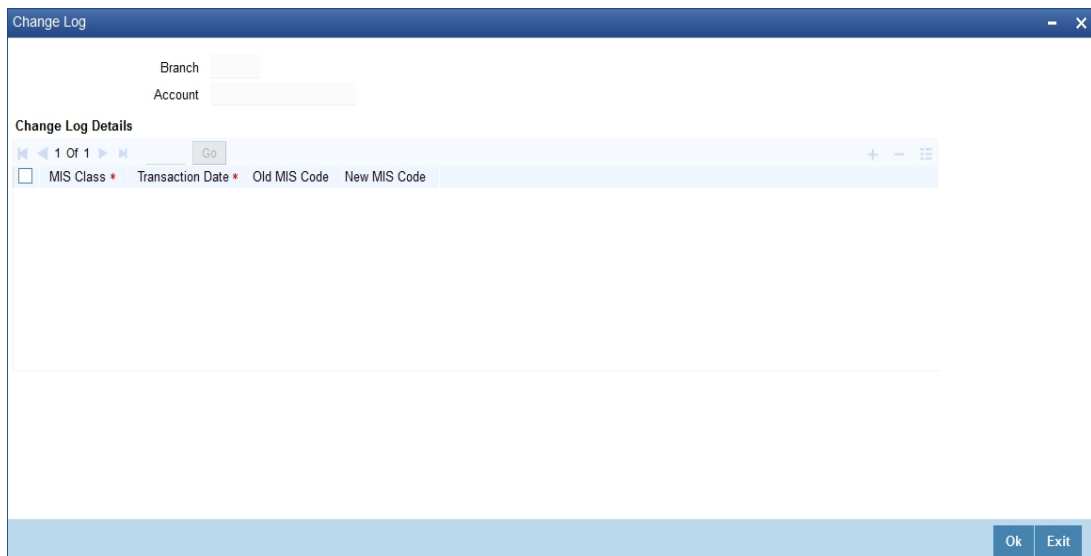 Change Log
Branch
Account
Change Log Details
1 Of 1 Go
MIS Class * Transaction Date * Old MIS Code New MIS Code
Ok Exit